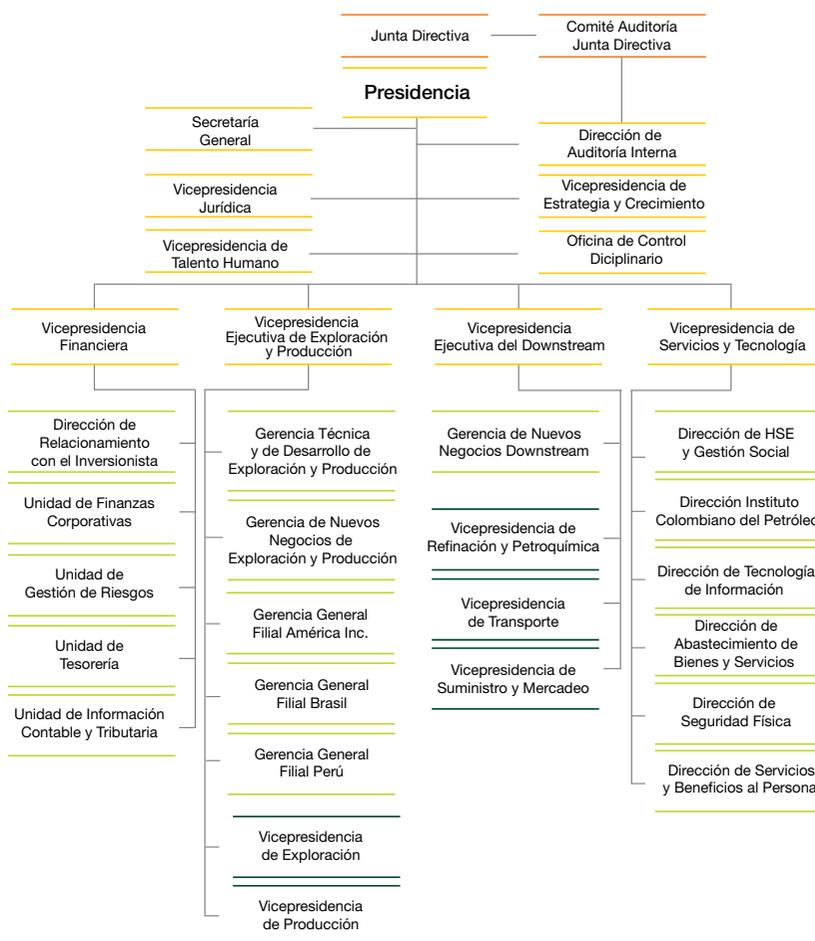 Junta Directiva
Comité Auditoría
Junta Directiva
Presidencia
Secretaría
General
Dirección de
Auditoría Interna
Vicepresidencia
Jurídica
Vicepresidencia de
Estrategia y Crecimiento
Vicepresidencia de
Talento Humano
Oficina de Control
Diciplinario
Vicepresidencia
Financiera
Vicepresidencia
Ejecutiva de Exploración
y Producción
Vicepresidencia
Ejecutiva del Downstream
Vicepresidencia de
Servicios y Tecnología
Dirección de
Relacionamiento
con el Inversionista
Unidad de Finanzas
Corporativas
Unidad de
Gestión de Riesgos
Unidad de
Tesorería
Unidad de Información
Contable y Tributaria
Gerencia Técnica
y de Desarrollo de
Exploración y Producción
Gerencia de Nuevos
Negocios de
Exploración y Producción
Gerencia General
Filial América Inc.
Gerencia General
Filial Brasil
Gerencia General
Filial Perú
Vicepresidencia
de Exploración
Vicepresidencia
de Producción
Gerencia de Nuevos
Negocios Downstream
Vicepresidencia de
Refinación y Petroquímica
Vicepresidencia
de Transporte
Vicepresidencia de
Suministro y Mercadeo
Dirección de HSE
y Gestión Social
Dirección Instituto
Colombiano del Petróleo
Dirección de Tecnología
de Información
Dirección de
Abastecimiento de
Bienes y Servicios
Dirección de
Seguridad Física
Dirección de Servicios
y Beneficios al Persona